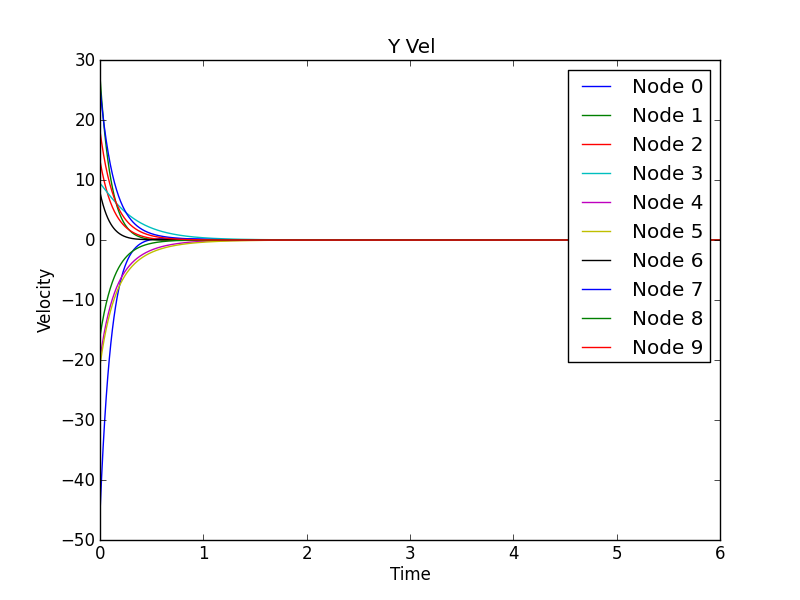 Y Vel
30
20
10
0
−10
−20
−30
−40
−50
Velocity
0 1 2 3 4 5 6
Time
Node 0
Node 1
Node 2
Node 3
Node 4
Node 5
Node 6
Node 7
Node 8
Node 9